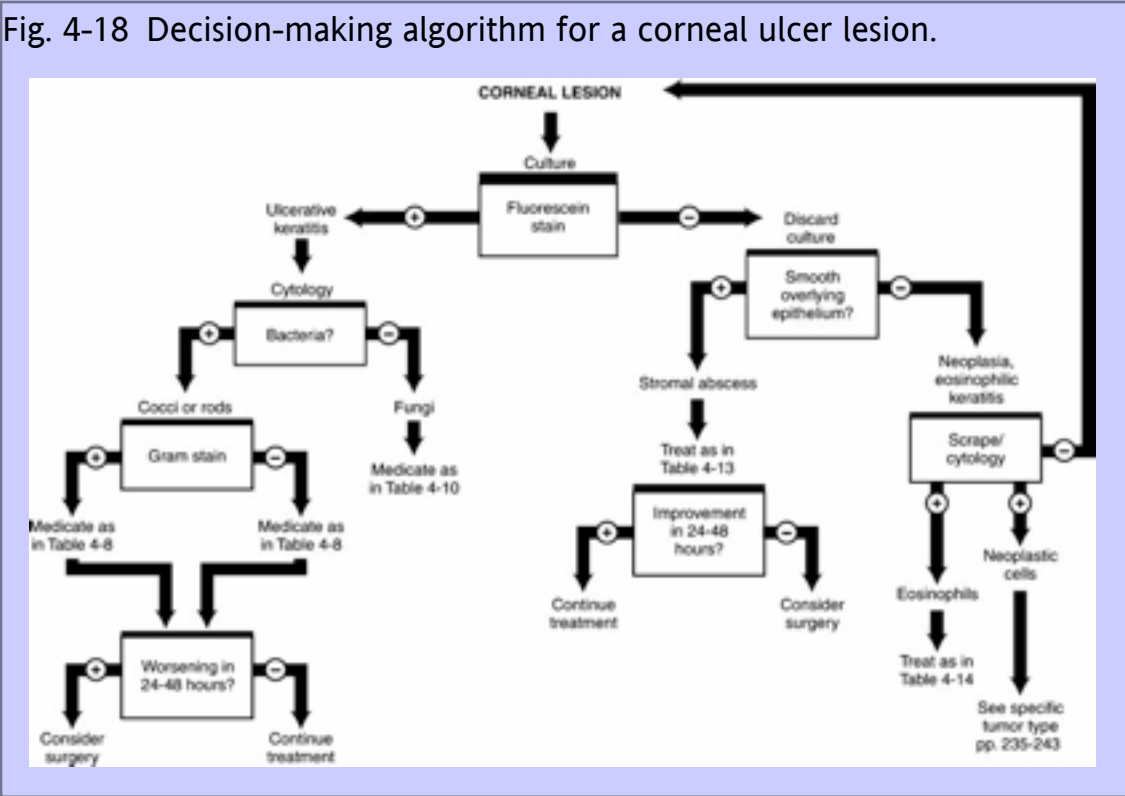 Fig. 4-18 Decision-making algorithm for a corneal ulcer lesion.
CORNEAL LESION
Culture
Fluorescein
stain
+
−
Ulcerative
keratitis
Discard
culture
Cytology
Bacteria?
+
−
Smooth
overlying
epithelium?
+
−
Cocci or rods
Fungi
Medicate as
in Table 4-10
Gram stain
+
−
Medicate as
in Table 4-8
Medicate as
in Table 4-8
Worsening in
24-48 hours?
+
−
Consider
surgery
Continue
treatment
Stromal abscess
Treat as in
Table 4-13
Improvement
in 24-48
hours?
+
−
Continue
treatment
Consider
surgery
Neoplasia,
eosinophilic
keratitis
Scrape/
cytology
−
+
+
Eosinophils
Treat as in
Table 4-14
Neoplastic
cells
See specific
tumor type
pp. 235-243